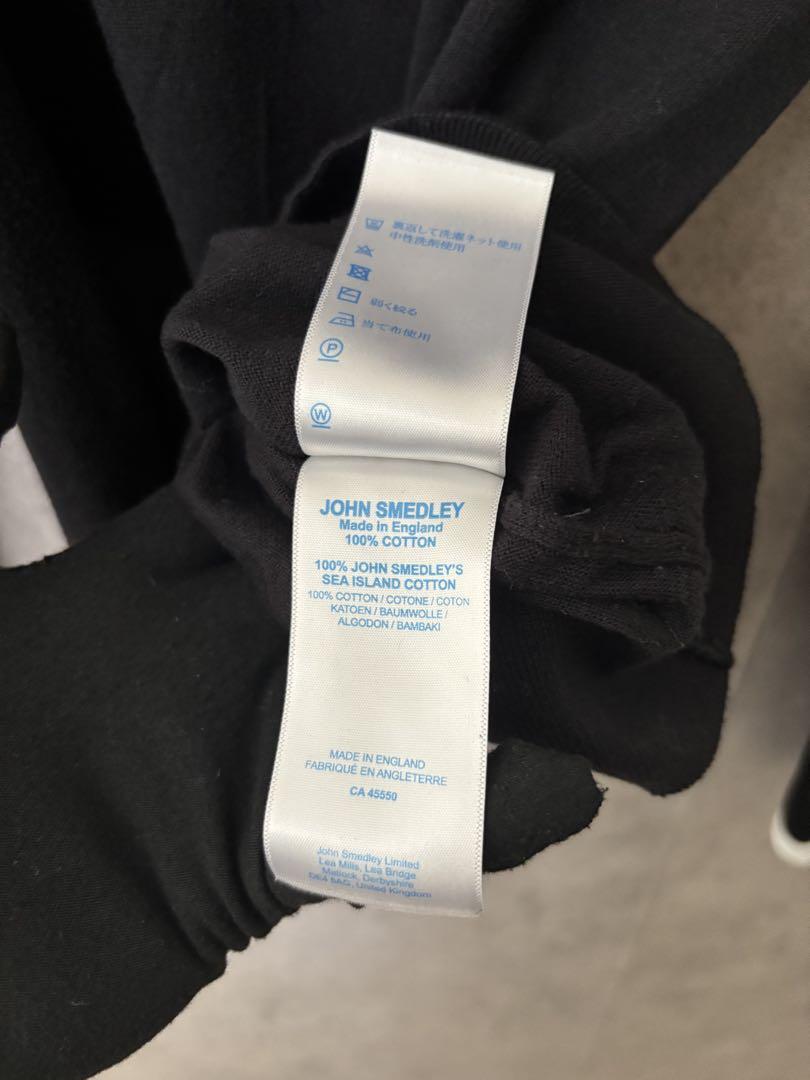 裏返して洗濯ネット使用
中性洗剤使用
弱く絞る
当て布使用
P
W
JOHN SMEDLEY
Made in England
100% COTTON
100% JOHN SMEDLEY'S
SEA ISLAND COTTON
100% COTTON / COTONE / COTON
KATOEN / BAUMWOLLE /
ALGODON / BAMBAKI
MADE IN ENGLAND
FABRIQUÉ EN ANGLETERRE
CA 45550
John Smedley Limited
Lea Mills, Lea Bridge
Matlock, Derbyshire
DE4 5AG, United Kingdom